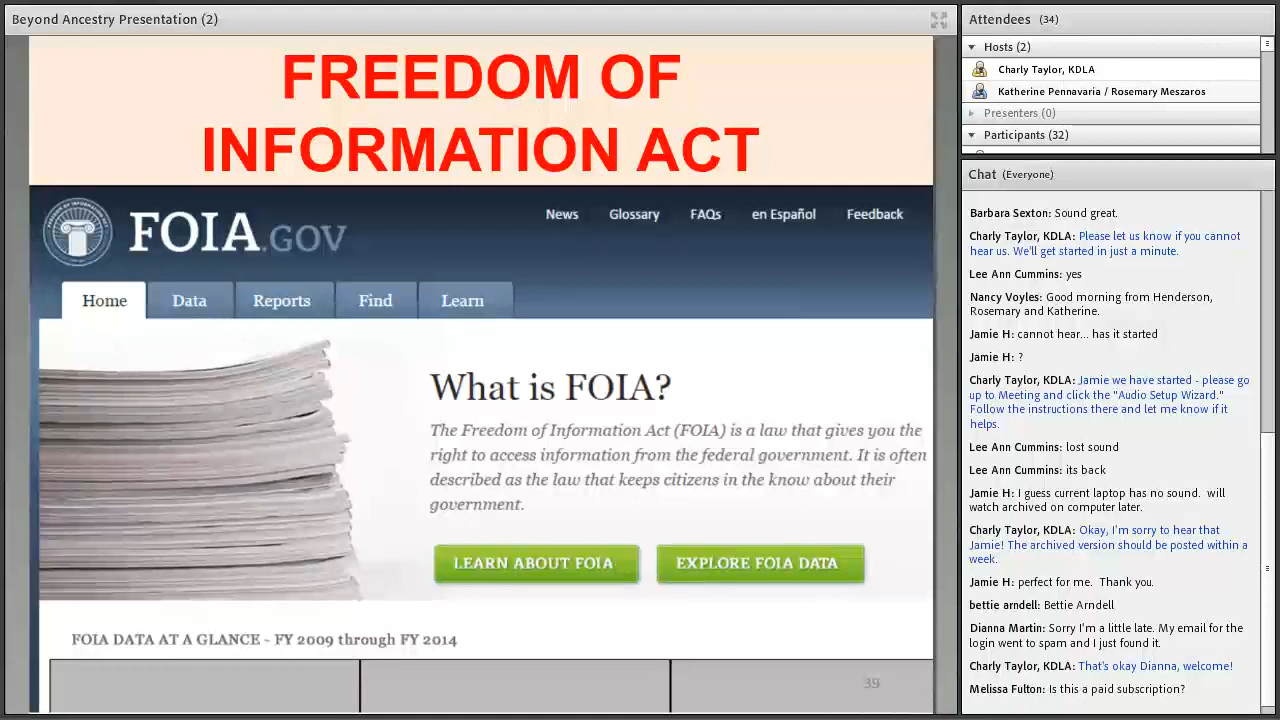 Beyond Ancestry Presentation (2)
FREEDOM OF
INFORMATION ACT
FOIA.GOV
News Glossary FAQs en Español Feedback
Home Data Reports Find Learn
What is FOIA?
The Freedom of Information Act (FOIA) is a law that gives you the
right to access information from the federal government. It is often
described as the law that keeps citizens in the know about their
government.
LEARN ABOUT FOIA EXPLORE FOIA DATA
FOIA DATA AT A GLANCE - FY 2009 through FY 2014
39
Attendees (34)
Hosts (2)
Charly Taylor, KDLA
Katherine Pennavaria / Rosemary Meszaros
Presenters (0)
Participants (32)
Chat (Everyone)
Barbara Sexton: Sound great.
Charly Taylor, KDLA: Please let us know if you cannot
hear us. We'll get started in just a minute.
Lee Ann Cummins: yes
Nancy Voyles: Good morning from Henderson,
Rosemary and Katherine.
Jamie H: cannot hear... has it started
Jamie H: ?
Charly Taylor, KDLA: Jamie we have started - please go
up to Meeting and click the "Audio Setup Wizard."
Follow the instructions there and let me know if it
helps.
Lee Ann Cummins: lost sound
Lee Ann Cummins: its back
Jamie H: I guess current laptop has no sound. will
watch archived on computer later.
Charly Taylor, KDLA: Okay, I'm sorry to hear that
Jamie! The archived version should be posted within a
week.
Jamie H: perfect for me. Thank you.
bettie arndell: Bettie Arndell
Dianna Martin: Sorry I'm a little late. My email for the
login went to spam and I just found it.
Charly Taylor, KDLA: That's okay Dianna, welcome!
Melissa Fulton: Is this a paid subscription?